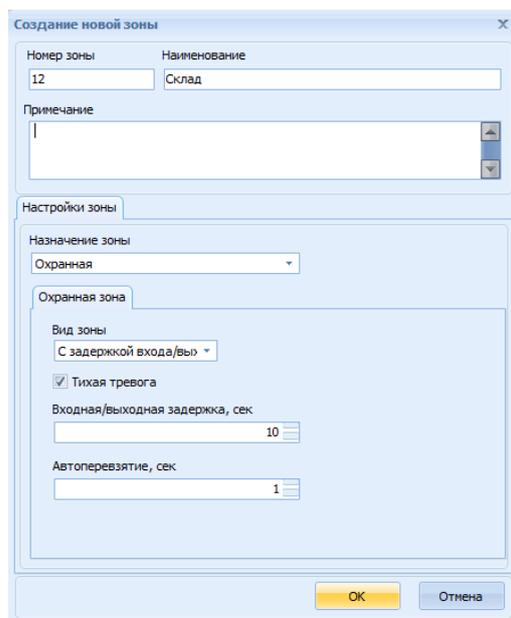 Создание новой зоны
Номер зоны Наименование
12 Склад
Примечание
Настройки зоны
Назначение зоны
Охранная
Охранная зона
Вид зоны
С задержкой входа/вых
Тихая тревога
Входная/выходная задержка, сек
10
Автоперевзятие, сек
1
ОК Отмена